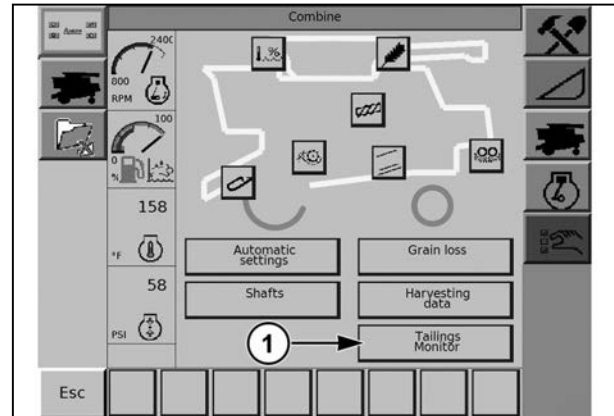 Combine
2400
800
RPM
100
0
%
158
°F
58
PSI
%
Automatic
settings
Grain loss
Shafts
Harvesting
data
Tailings
Monitor
1
Esc